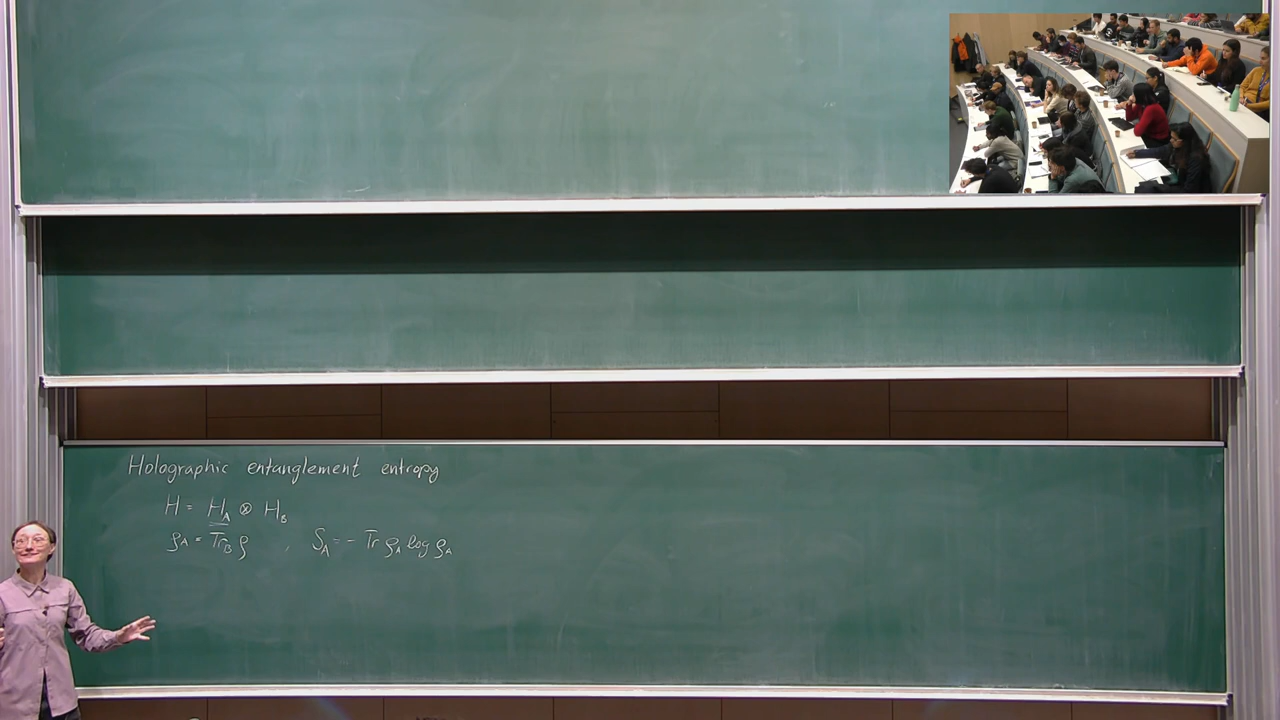 Holographic entanglement entropy
H = H_A ⊗ H_B
ρ_A = Tr_B ρ , S_A = - Tr ρ_A log ρ_A